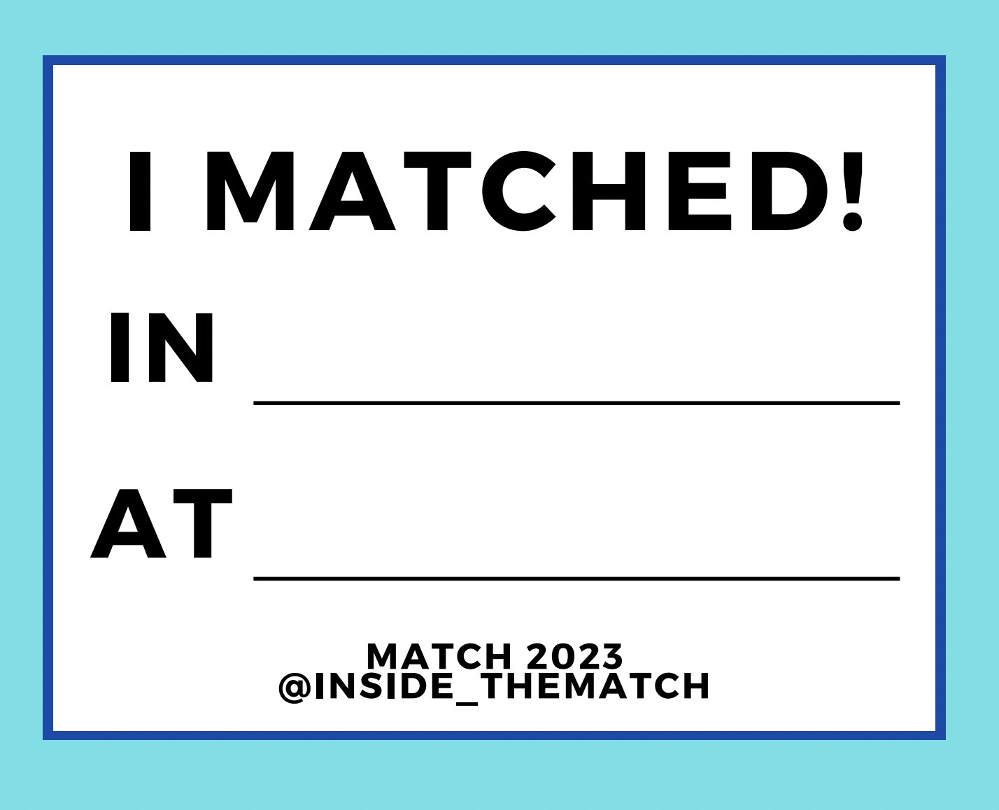 I MATCHED!
IN
AT
MATCH 2023
@INSIDE_THEMATCH